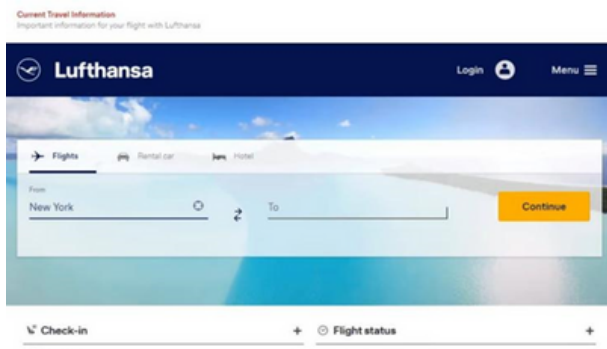 Current Travel Information
Important information for your flight with Lufthansa
Lufthansa
Login
Menu
Flights
Rental car
Hotel
From
New York
To
Continue
Check-in +
Flight status +